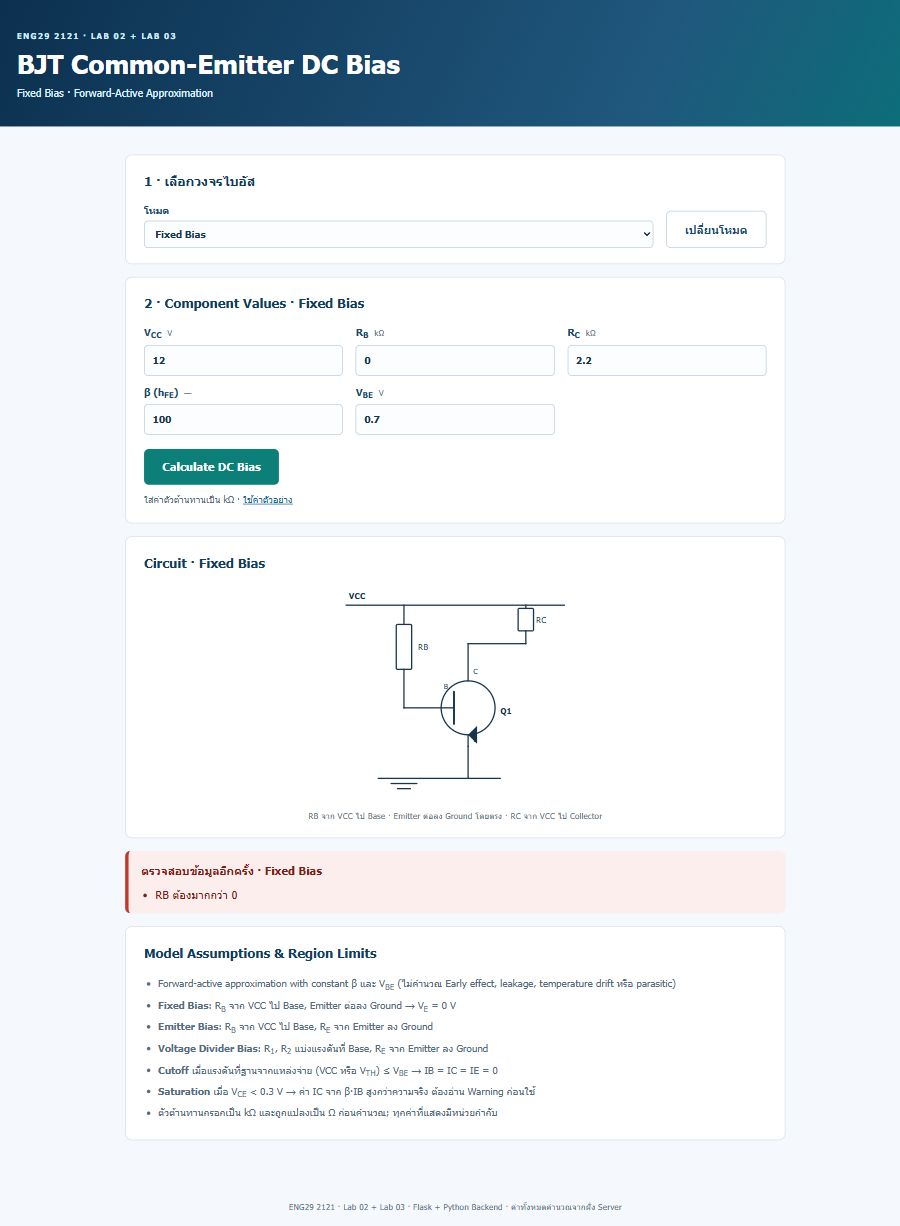 ENG29 2121 · LAB 02 + LAB 03
BJT Common-Emitter DC Bias
Fixed Bias · Forward-Active Approximation
1 · เลือกวงจรไบอัส
โหมด
Fixed Bias
เปลี่ยนโหมด
2 · Component Values · Fixed Bias
VCC V
RB kΩ
RC kΩ
12
0
2.2
β (hFE) —
VBE V
100
0.7
Calculate DC Bias
ใส่ค่าตัวต้านทานเป็น kΩ · ใช้ค่าตัวอย่าง
Circuit · Fixed Bias
VCC
RC
RB
C
B
Q1
RB จาก VCC ไป Base · Emitter ต่อลง Ground โดยตรง · RC จาก VCC ไป Collector
ตรวจสอบข้อมูลอีกครั้ง · Fixed Bias
• RB ต้องมากกว่า 0
Model Assumptions & Region Limits
• Forward-active approximation with constant β และ VBE (ไม่คำนวณ Early effect, leakage, temperature drift หรือ parasitic)
• Fixed Bias: RB จาก VCC ไป Base, Emitter ต่อลง Ground → VE = 0 V
• Emitter Bias: RB จาก VCC ไป Base, RE จาก Emitter ลง Ground
• Voltage Divider Bias: R1, R2 แบ่งแรงดันที่ Base, RE จาก Emitter ลง Ground
• Cutoff เมื่อแรงดันที่ฐานจากแหล่งจ่าย (VCC หรือ VTH) ≤ VBE → IB = IC = IE = 0
• Saturation เมื่อ VCE < 0.3 V → ค่า IC จาก β·IB สูงกว่าความจริง ต้องอ่าน Warning ก่อนใช้
• ตัวต้านทานกรอกเป็น kΩ และถูกแปลงเป็น Ω ก่อนคำนวณ; ทุกค่าที่แสดงมีหน่วยกำกับ
ENG29 2121 · Lab 02 + Lab 03 · Flask + Python Backend · ค่าทั้งหมดคำนวณจากฝั่ง Server